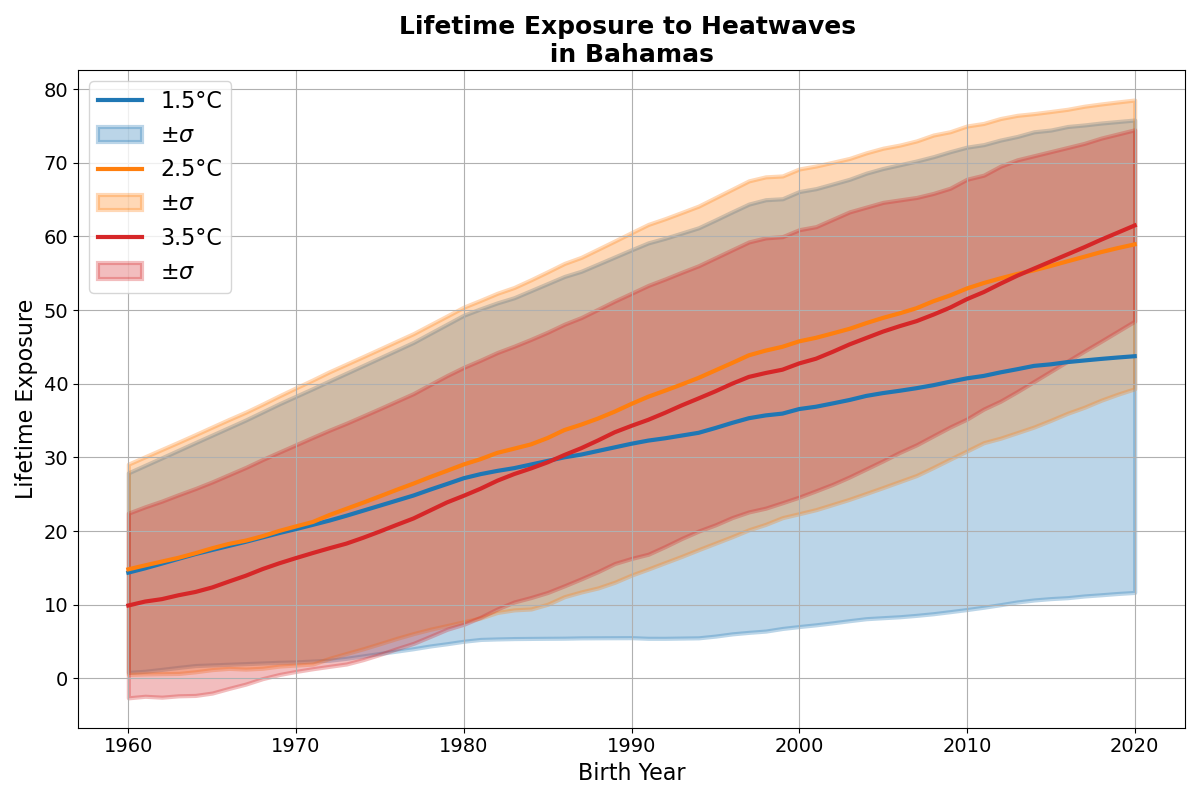 Lifetime Exposure to Heatwaves
in Bahamas
1.5°C
±σ
2.5°C
±σ
3.5°C
±σ
Lifetime Exposure
80
70
60
50
40
30
20
10
0
1960 1970 1980 1990 2000 2010 2020
Birth Year